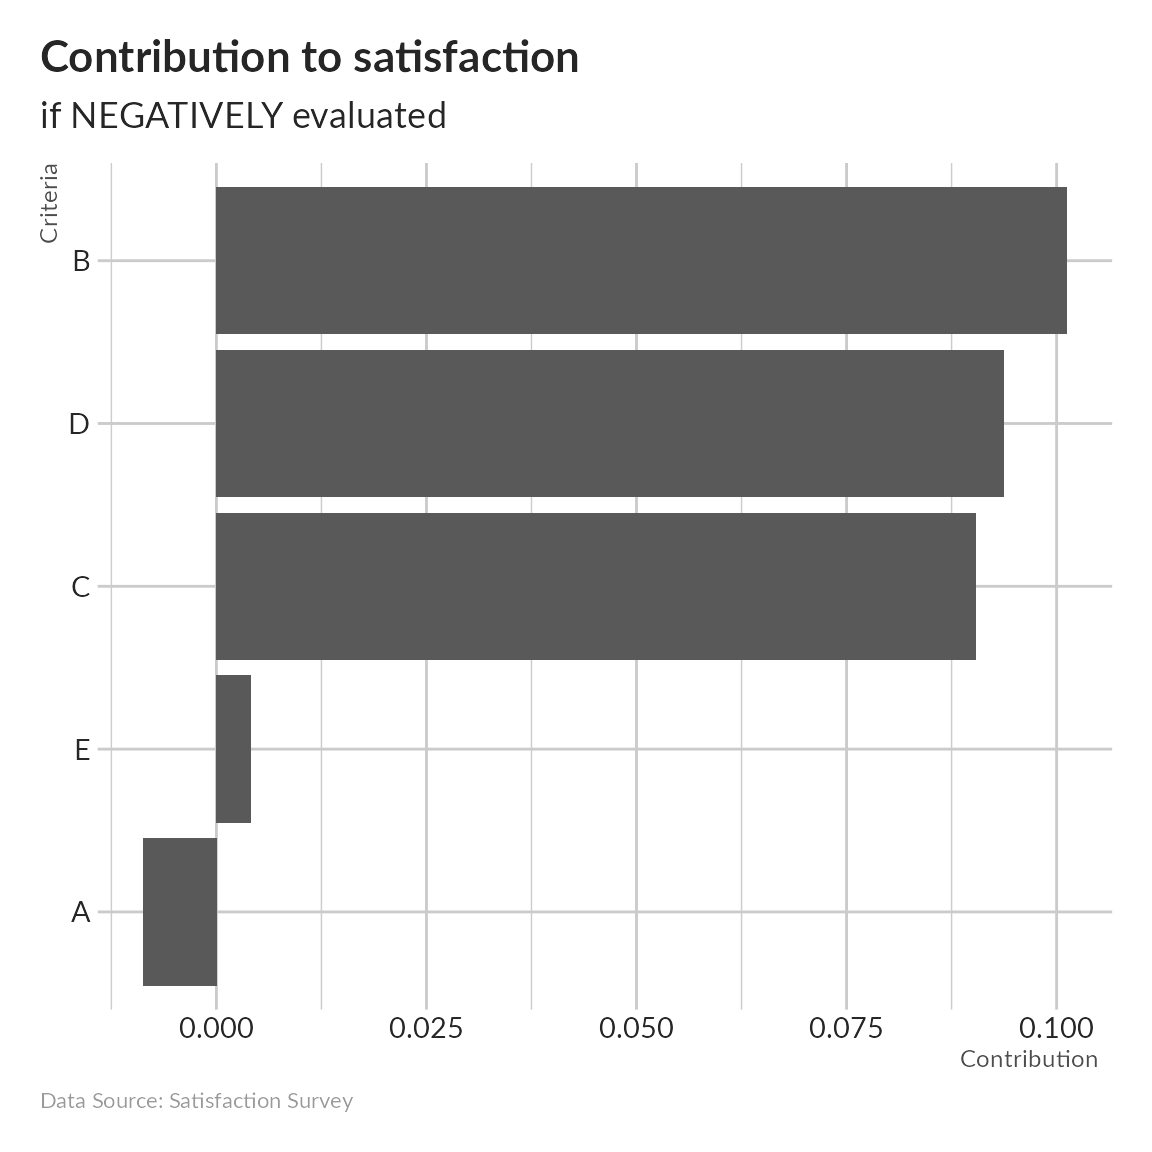 Contribution to satisfaction
if NEGATIVELY evaluated
Criteria
B
D
C
E
A
0.000 0.025 0.050 0.075 0.100
Contribution
Data Source: Satisfaction Survey